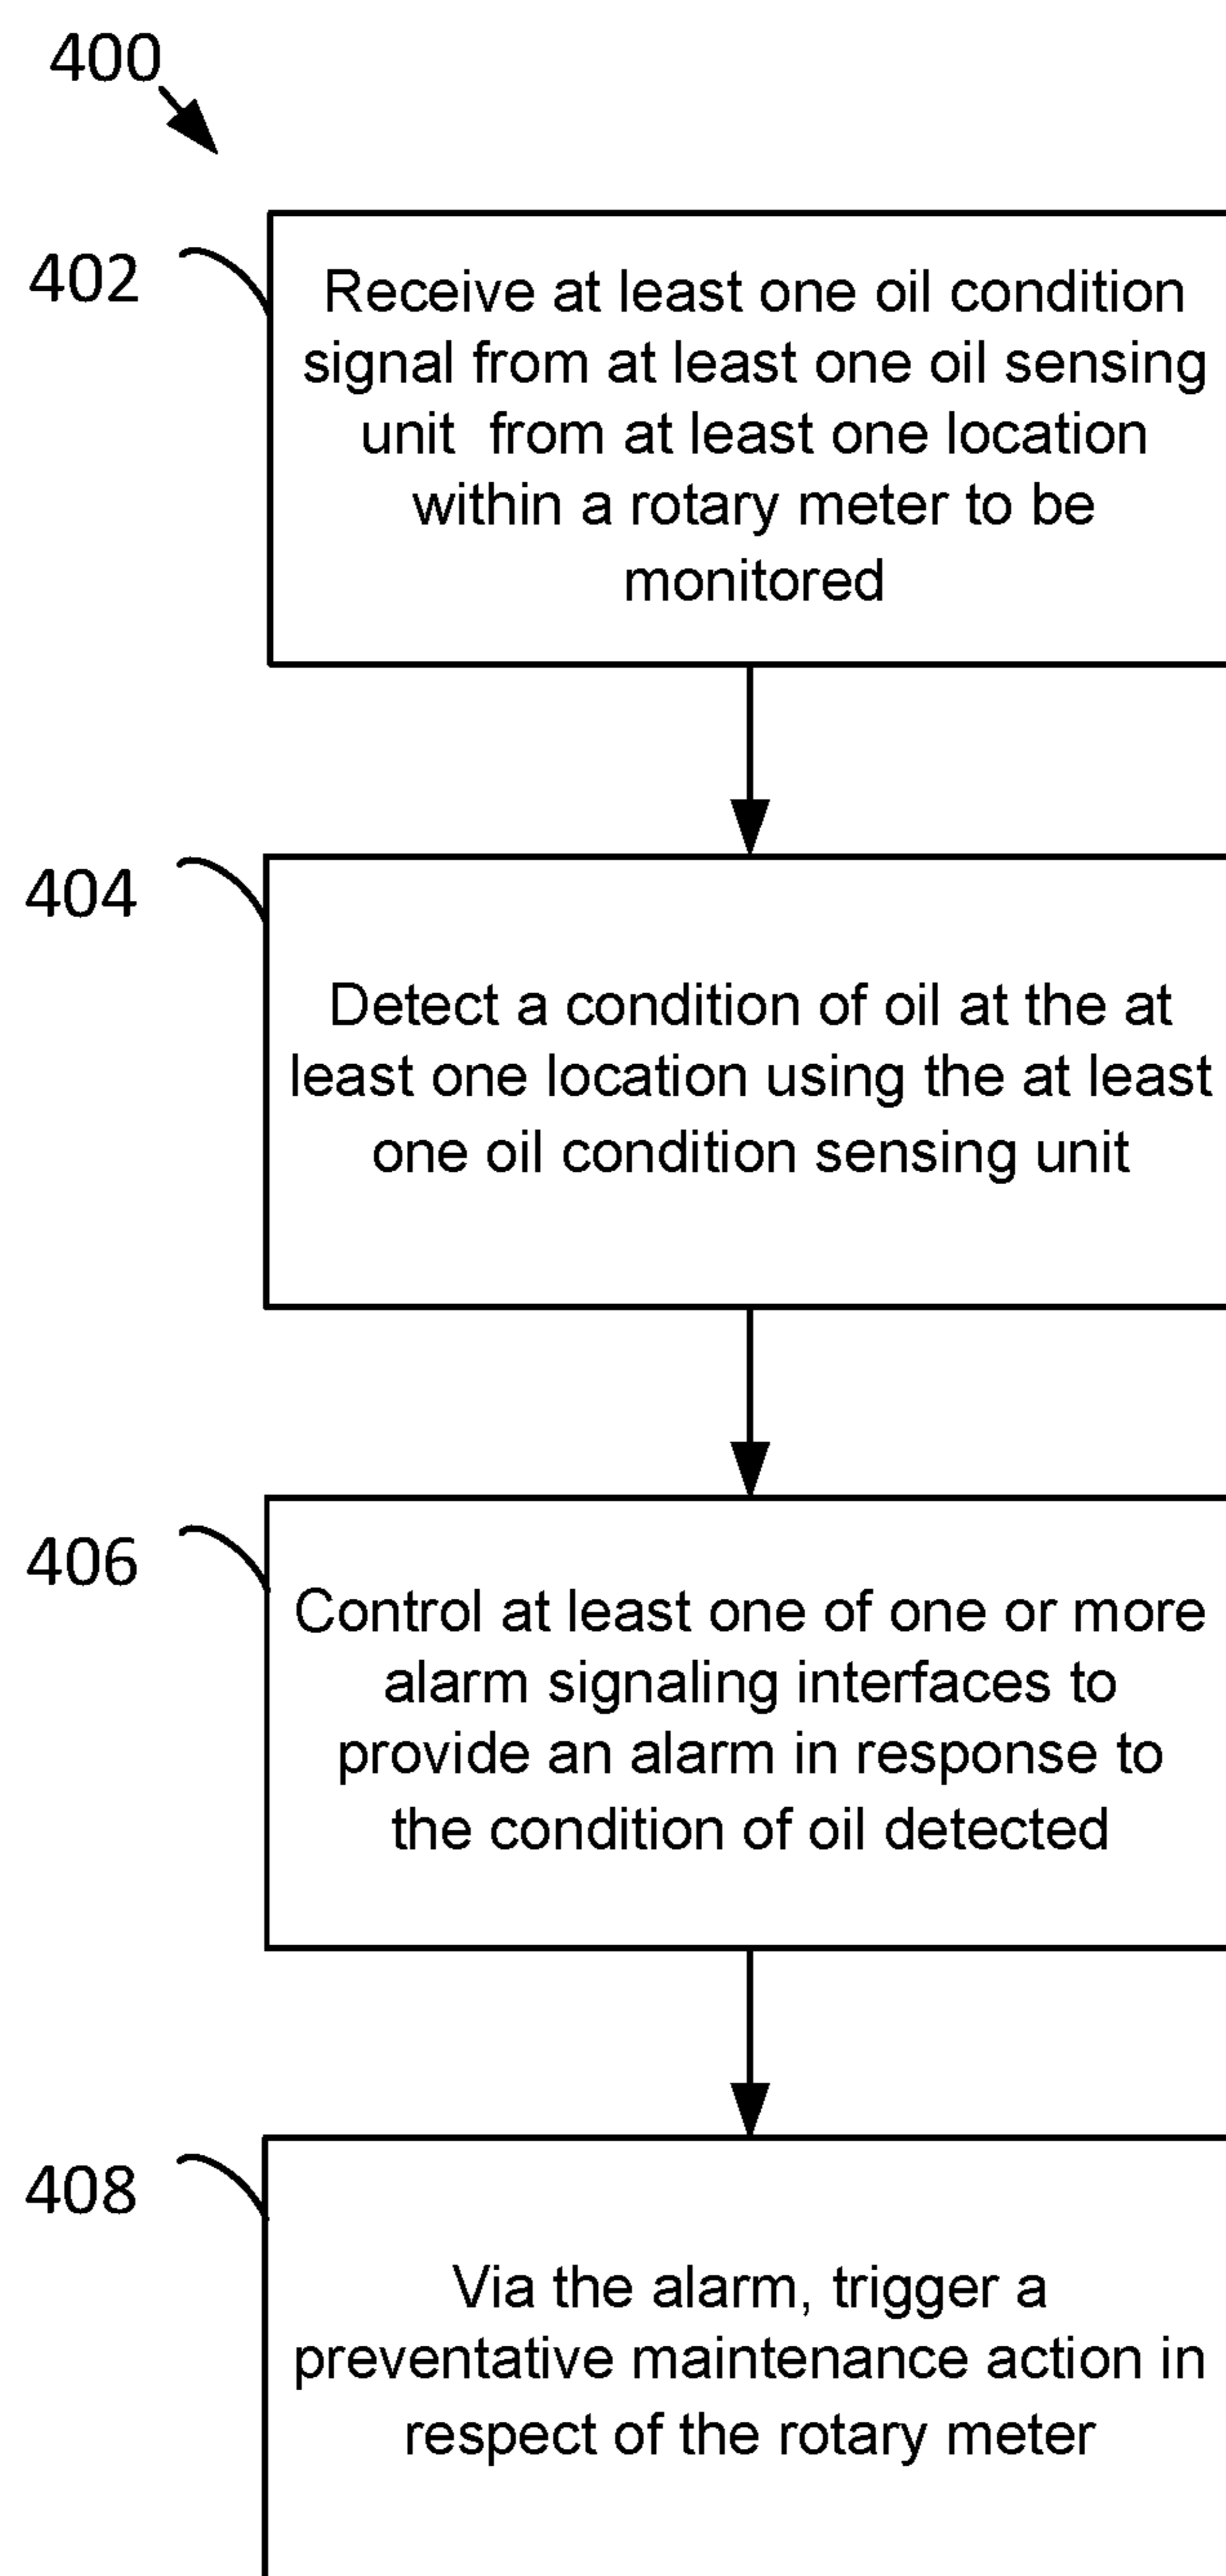 400
402
Receive at least one oil condition
signal from at least one oil sensing
unit  from at least one location
within a rotary meter to be
monitored
404
Detect a condition of oil at the at
least one location using the at least
one oil condition sensing unit
406
Control at least one of one or more
alarm signaling interfaces to
provide an alarm in response to
the condition of oil detected
408
Via the alarm, trigger a
preventative maintenance action in
respect of the rotary meter